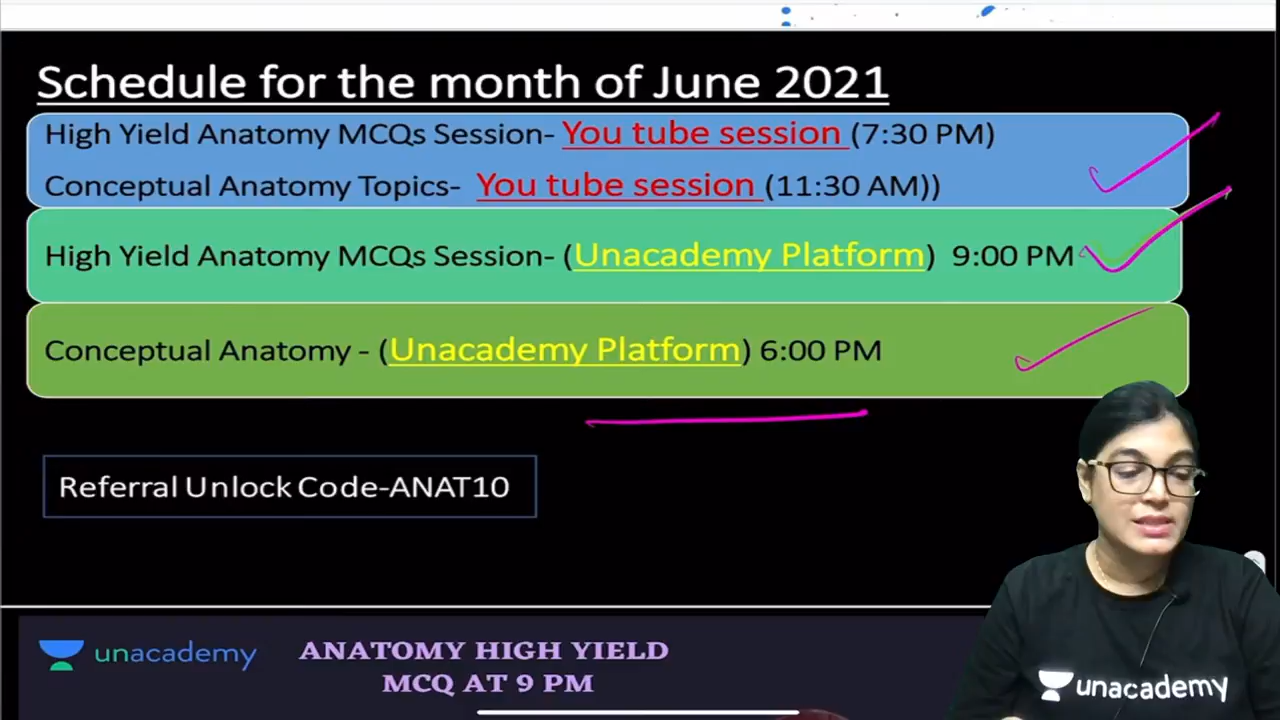 Schedule for the month of June 2021
High Yield Anatomy MCQs Session- You tube session (7:30 PM)
Conceptual Anatomy Topics- You tube session (11:30 AM))
High Yield Anatomy MCQs Session- (Unacademy Platform) 9:00 PM
Conceptual Anatomy - (Unacademy Platform) 6:00 PM
Referral Unlock Code-ANAT10
unacademy
ANATOMY HIGH YIELD
MCQ AT 9 PM
unacademy